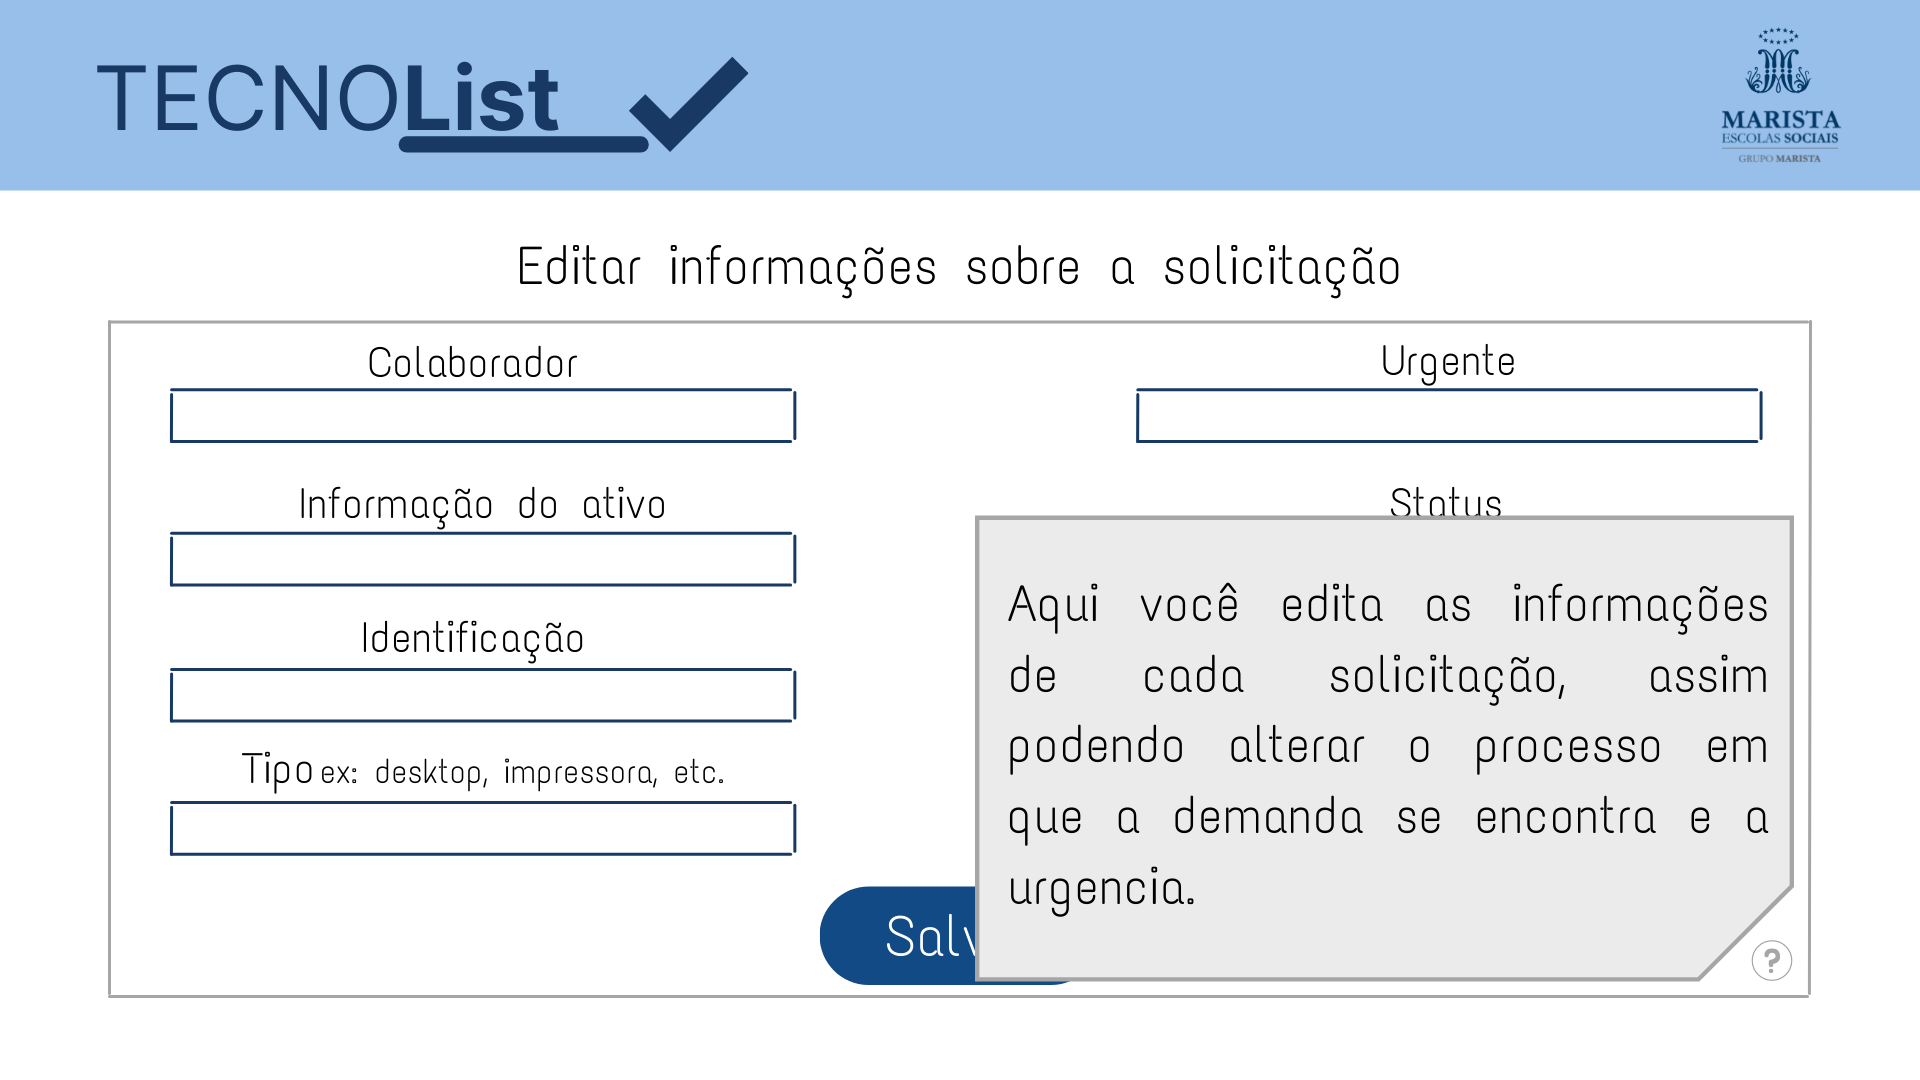 TECNOList
MARISTA
ESCOLAS SOCIAIS
GRUPO MARISTA
Editar informações sobre a solicitação
Colaborador
Urgente
Informação do ativo
Status
Identificação
Tipo ex: desktop, impressora, etc.
Aqui você edita as informações
de cada solicitação, assim
podendo alterar o processo em
que a demanda se encontra e a
urgencia.
Salv
?